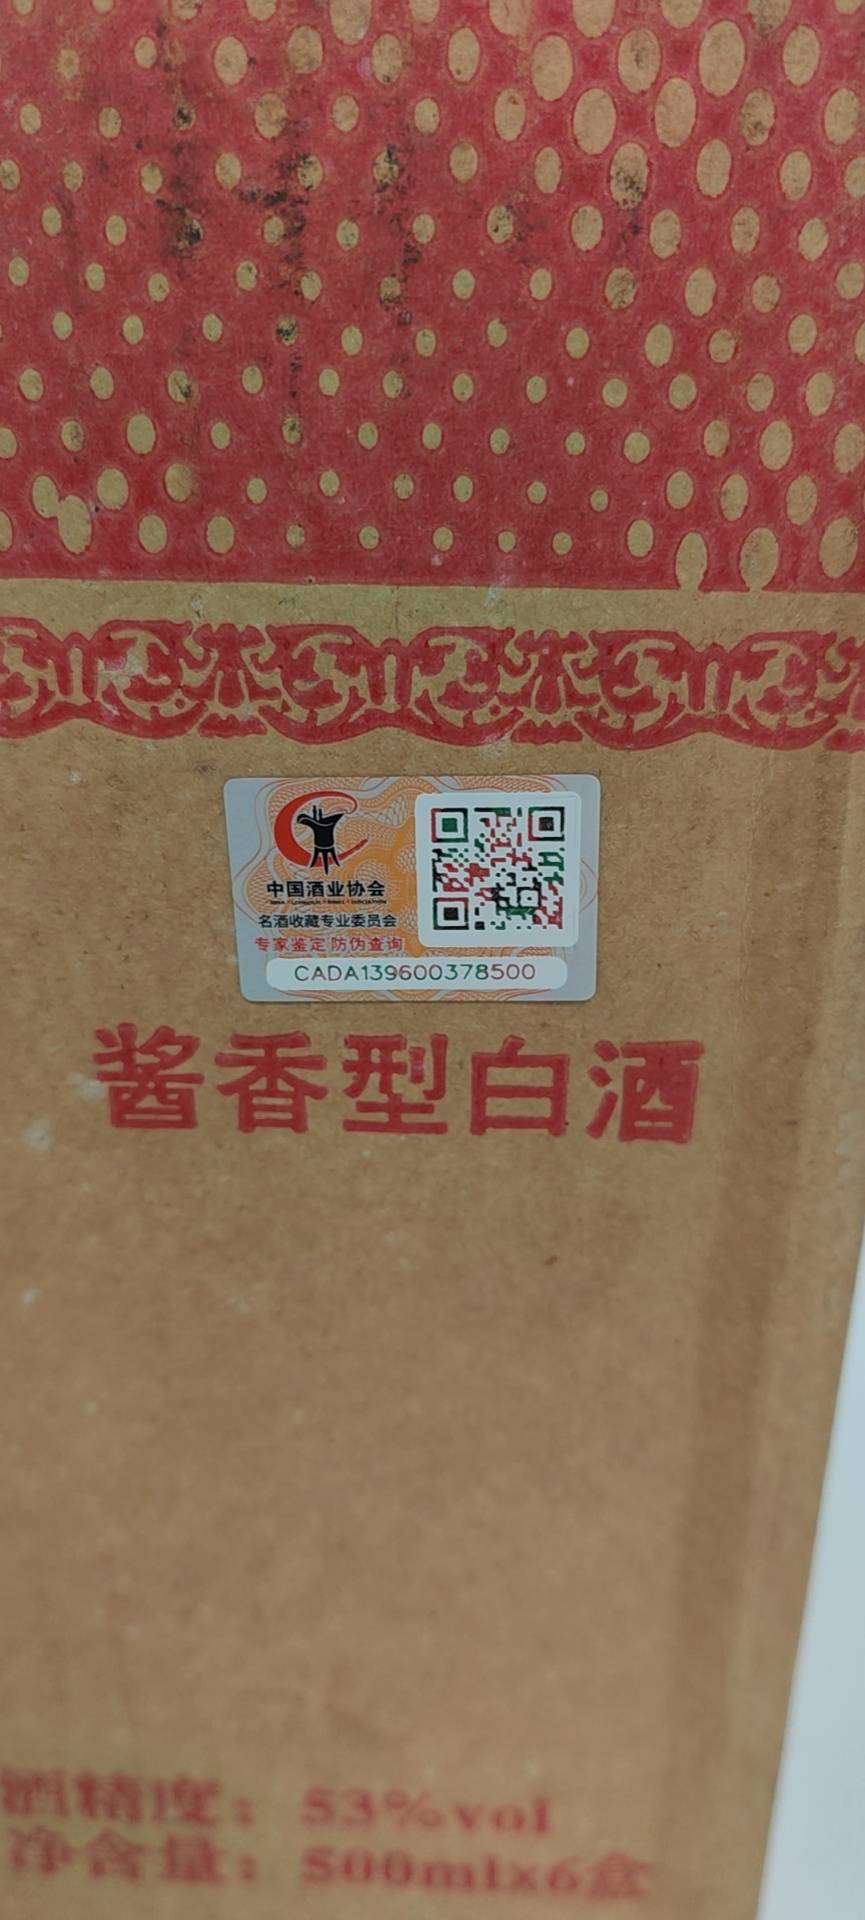 中国酒业协会
名酒收藏专业委员会
专家鉴定 防伪查询
CADA139600378500
酱香型白酒
酒精度：53%vol
净含量：500mlx6盒